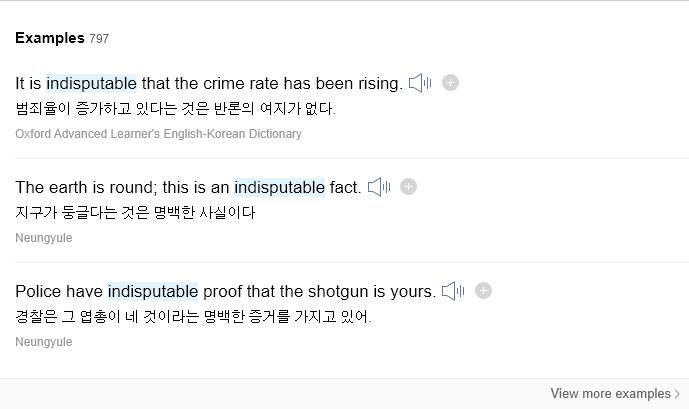 Examples 797
It is indisputable that the crime rate has been rising.
범죄율이 증가하고 있다는 것은 반론의 여지가 없다.
Oxford Advanced Learner's English-Korean Dictionary
The earth is round; this is an indisputable fact.
지구가 둥글다는 것은 명백한 사실이다
Neungyule
Police have indisputable proof that the shotgun is yours.
경찰은 그 엽총이 네 것이라는 명백한 증거를 가지고 있어.
Neungyule
View more examples